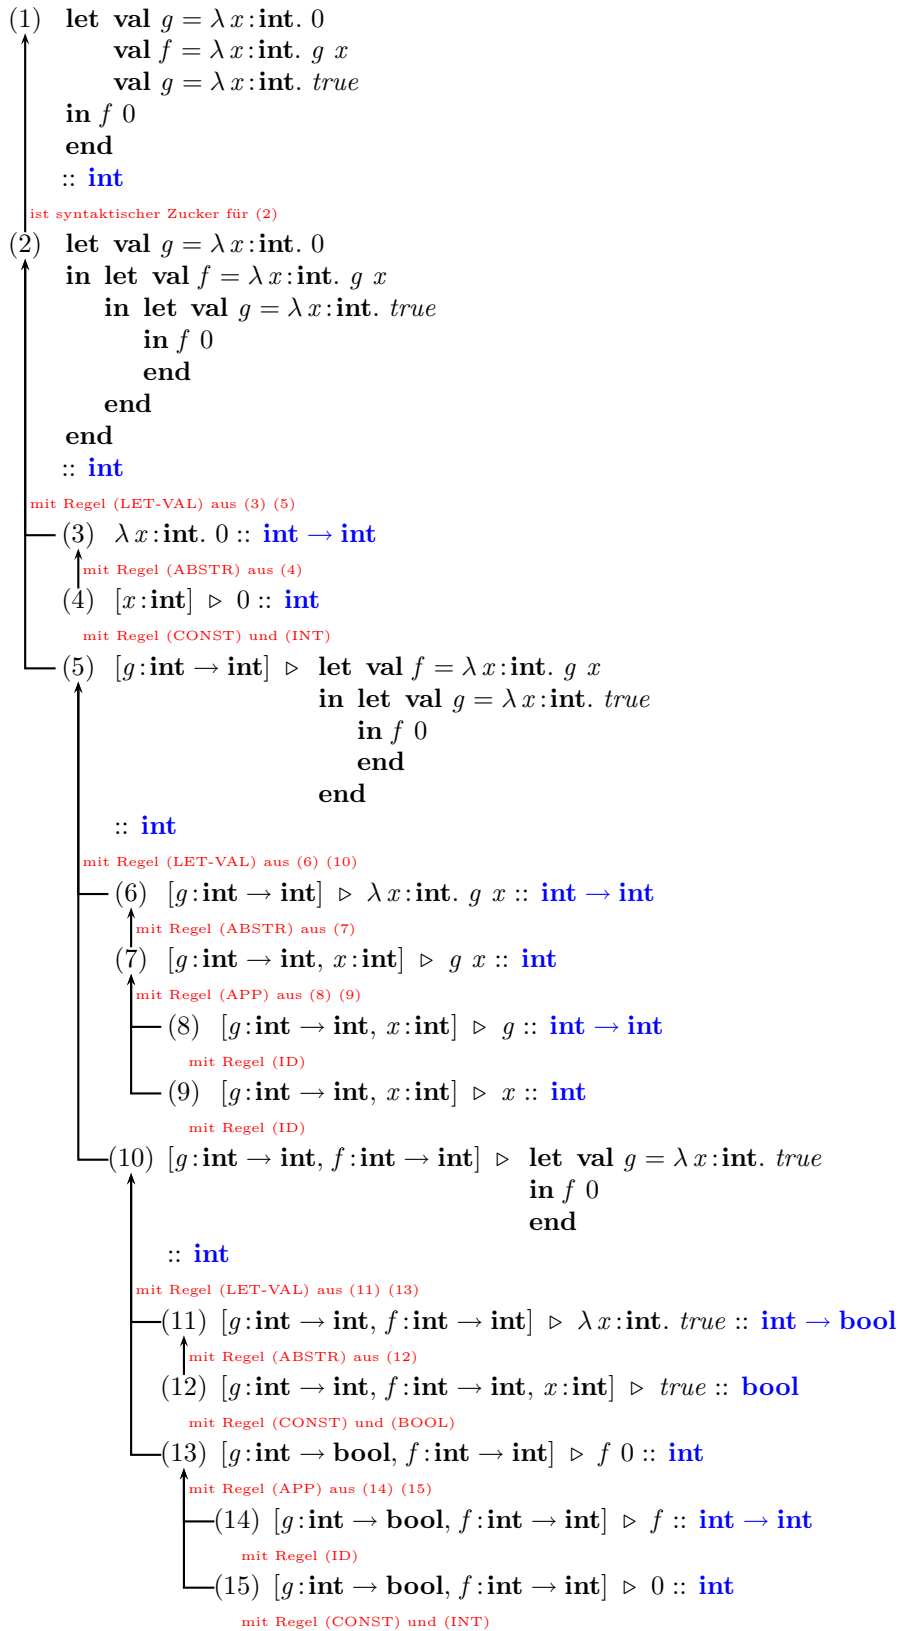 (1) let val g = λ x : int. 0
val f = λ x : int. g x
val g = λ x : int. true
in f 0
end
:: int
ist syntaktischer Zucker für (2)
(2) let val g = λ x : int. 0
in let val f = λ x : int. g x
in let val g = λ x : int. true
in f 0
end
end
end
:: int
mit Regel (LET-VAL) aus (3) (5)
(3) λ x : int. 0 :: int → int
mit Regel (ABSTR) aus (4)
(4) [x : int] ▹ 0 :: int
mit Regel (CONST) und (INT)
(5) [g : int → int] ▹ let val f = λ x : int. g x
in let val g = λ x : int. true
in f 0
end
end
:: int
mit Regel (LET-VAL) aus (6) (10)
(6) [g : int → int] ▹ λ x : int. g x :: int → int
mit Regel (ABSTR) aus (7)
(7) [g : int → int, x : int] ▹ g x :: int
mit Regel (APP) aus (8) (9)
(8) [g : int → int, x : int] ▹ g :: int → int
mit Regel (ID)
(9) [g : int → int, x : int] ▹ x :: int
mit Regel (ID)
(10) [g : int → int, f : int → int] ▹ let val g = λ x : int. true
in f 0
end
:: int
mit Regel (LET-VAL) aus (11) (13)
(11) [g : int → int, f : int → int] ▹ λ x : int. true :: int → bool
mit Regel (ABSTR) aus (12)
(12) [g : int → int, f : int → int, x : int] ▹ true :: bool
mit Regel (CONST) und (BOOL)
(13) [g : int → bool, f : int → int] ▹ f 0 :: int
mit Regel (APP) aus (14) (15)
(14) [g : int → bool, f : int → int] ▹ f :: int → int
mit Regel (ID)
(15) [g : int → bool, f : int → int] ▹ 0 :: int
mit Regel (CONST) und (INT)